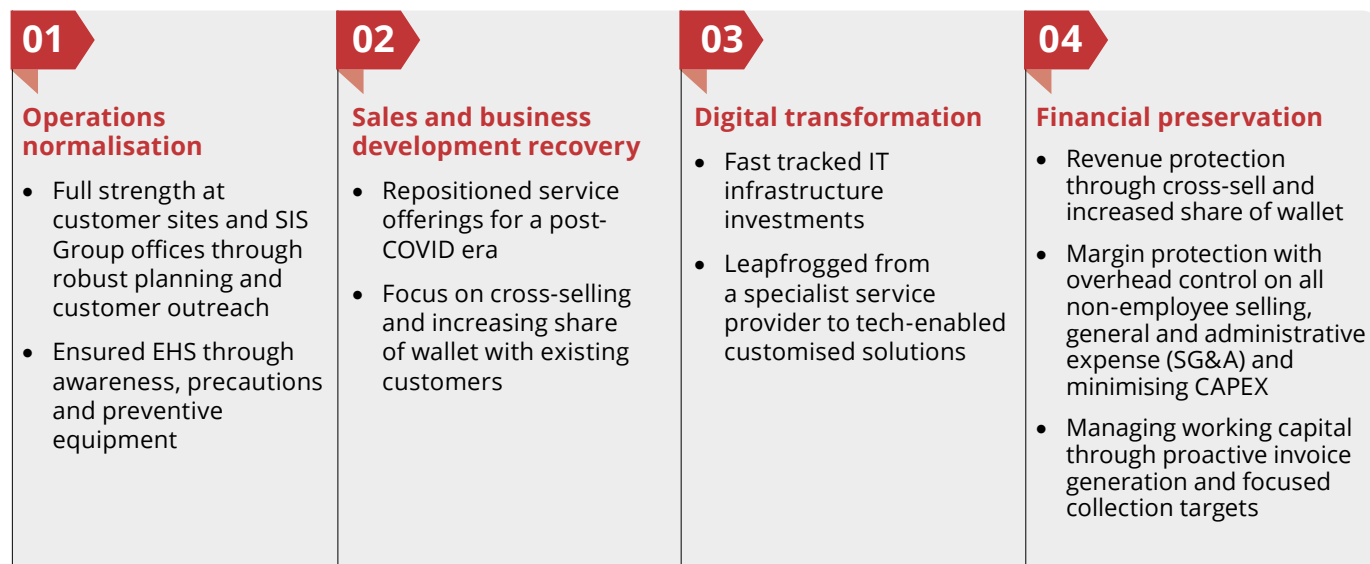 01
Operations
normalisation
• Full strength at
customer sites and SIS
Group offices through
robust planning and
customer outreach
• Ensured EHS through
awareness, precautions
and preventive
equipment
02
Sales and business
development recovery
• Repositioned service
offerings for a post-
COVID era
• Focus on cross-selling
and increasing share
of wallet with existing
customers
03
Digital transformation
• Fast tracked IT
infrastructure
investments
• Leapfrogged from
a specialist service
provider to tech-enabled
customised solutions
04
Financial preservation
• Revenue protection
through cross-sell and
increased share of wallet
• Margin protection with
overhead control on all
non-employee selling,
general and administrative
expense (SG&A) and
minimising CAPEX
• Managing working capital
through proactive invoice
generation and focused
collection targets